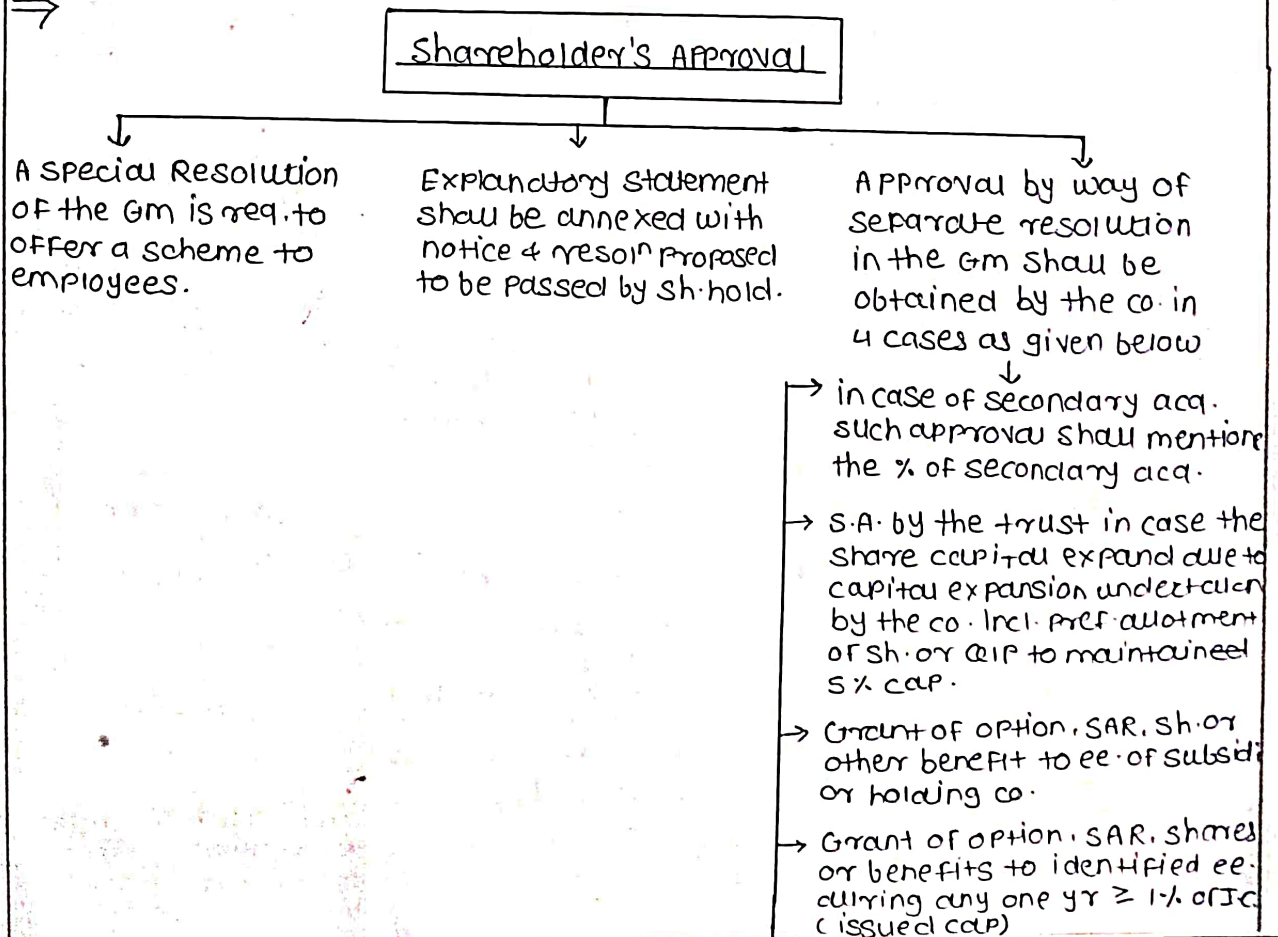 Shareholder's Approval
A special Resolution
of the Gm is req. to
offer a scheme to
employees.
Explanatory statement
shall be annexed with
notice & resoln proposed
to be passed by sh.hold.
Approval by way of
separate resolution
in the Gm shall be
obtained by the co. in
4 cases as given below
in case of secondary acq.
such approval shall mentione
the % of secondary acq.
S.A. by the trust in case the
share capital expand due to
capital expansion undertaken
by the co. Incl. pref. allotment
of sh. or QIP to maintained
5% cap.
Grant of option, SAR, sh. or
other benefit to ee. of subsidi
or holding co.
Grant of option, SAR, shares
or benefits to identified ee.
during any one yr ≥ 1% of I.C
(issued cap)